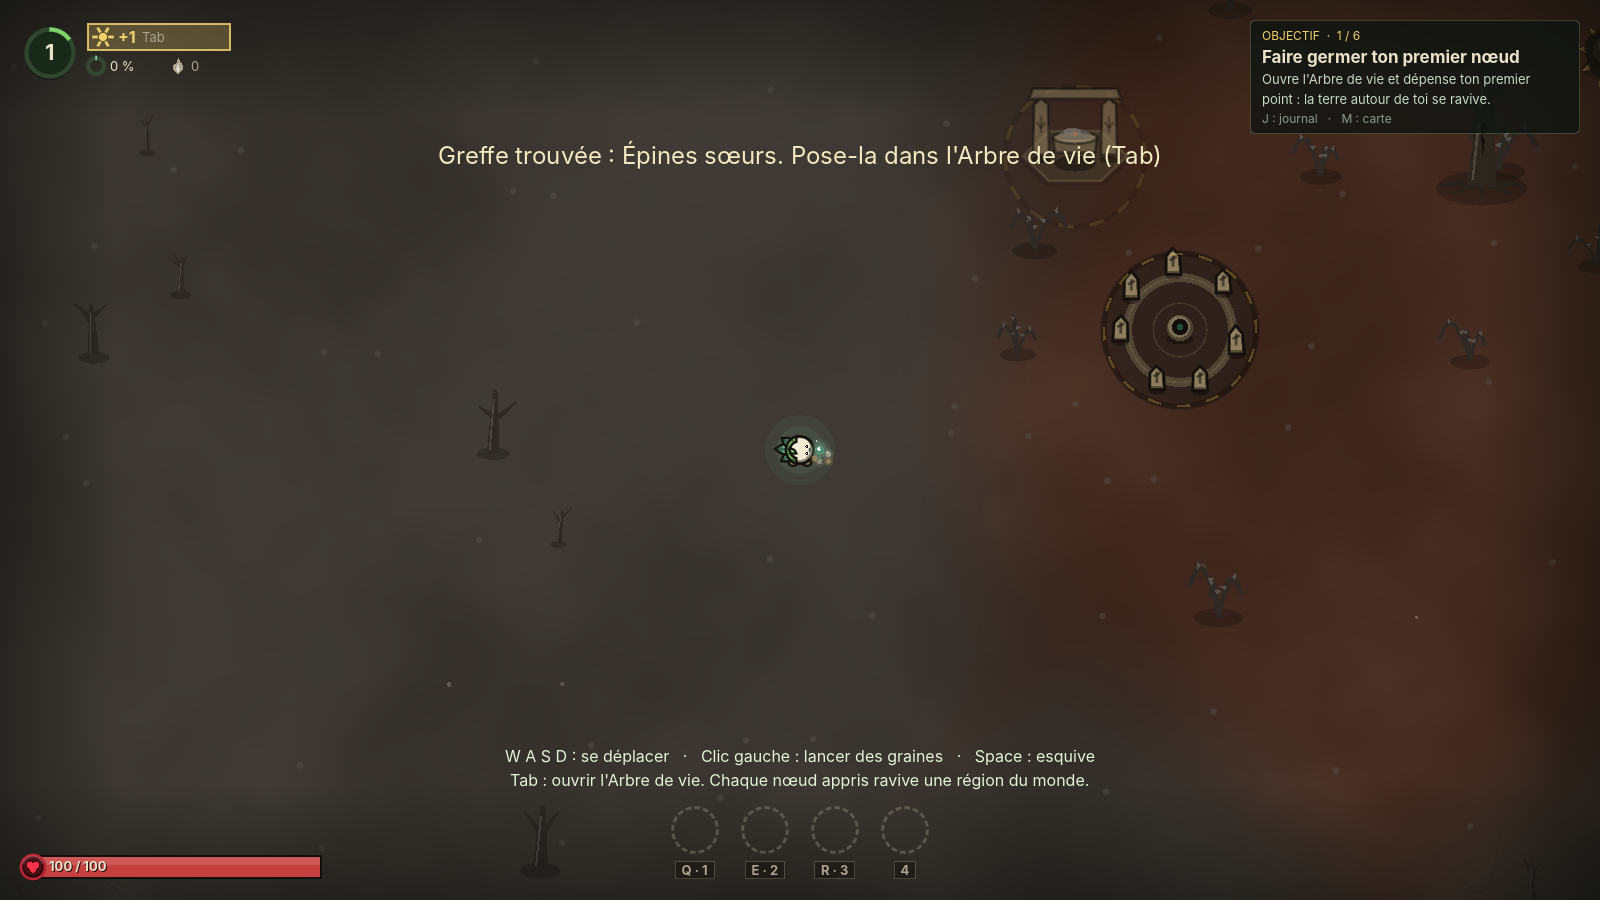 1
+1 Tab
0 %
0
OBJECTIF · 1 / 6
Faire germer ton premier nœud
Ouvre l'Arbre de vie et dépense ton premier
point : la terre autour de toi se ravive.
J : journal · M : carte
Greffe trouvée : Épines sœurs. Pose-la dans l'Arbre de vie (Tab)
W A S D : se déplacer · Clic gauche : lancer des graines · Space : esquive
Tab : ouvrir l'Arbre de vie. Chaque nœud appris ravive une région du monde.
100 / 100
Q · 1
E · 2
R · 3
4